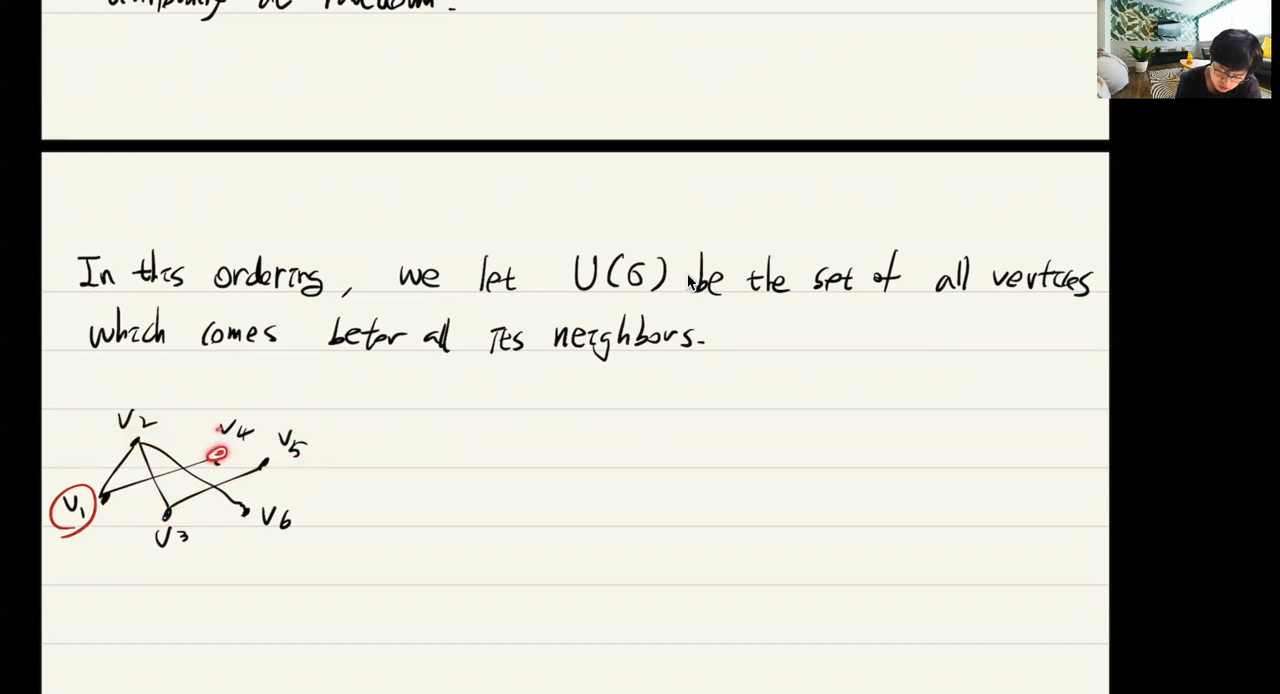 In this ordering, we let U(σ) be the set of all vertices
which comes befor all its neighbors.
V2
V4
V5
V1
V3
V6